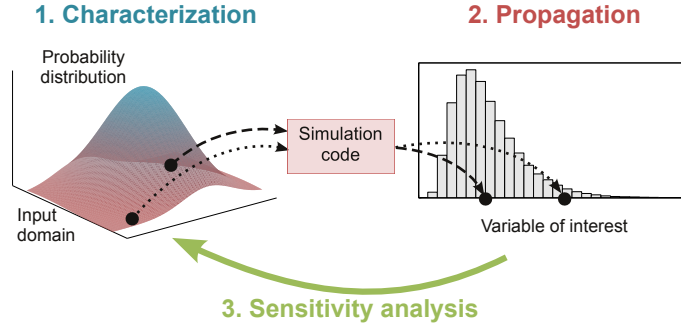 1. Characterization
2. Propagation
Probability
distribution
Simulation
code
Input
domain
Variable of interest
3. Sensitivity analysis